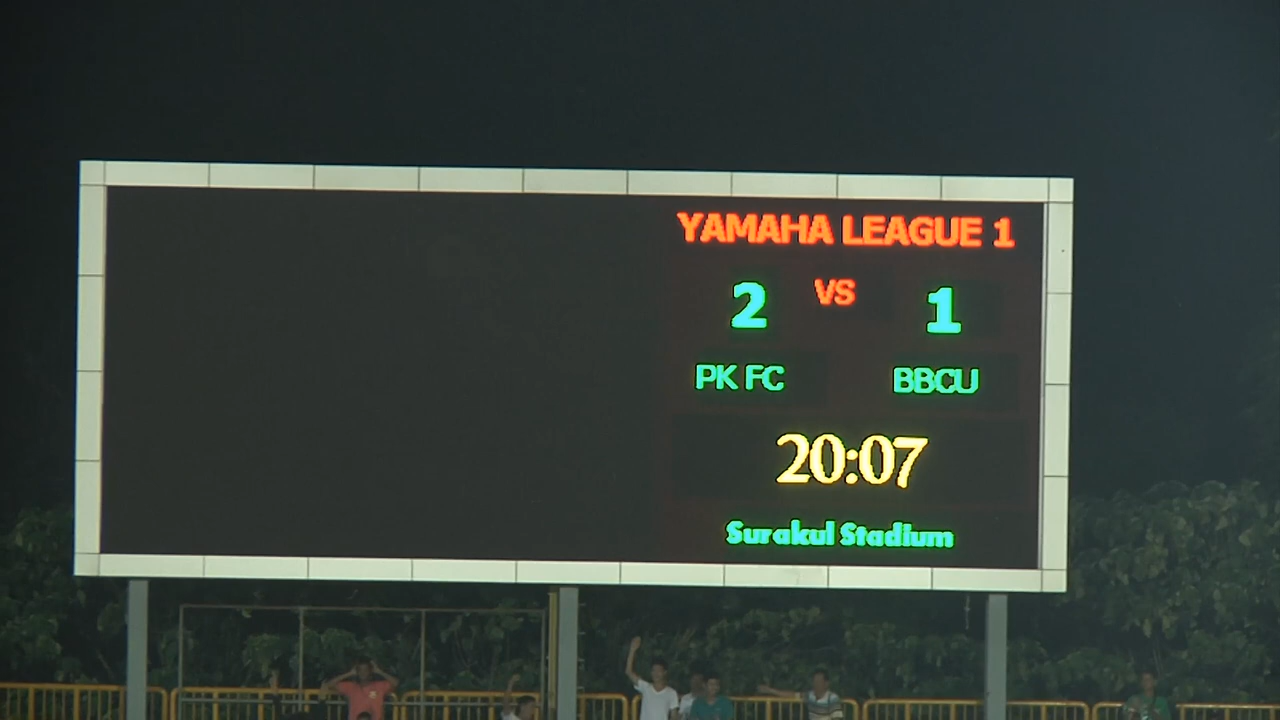 YAMAHA LEAGUE 1
2 VS 1
PK FC BBCU
20:07
Surakul Stadium